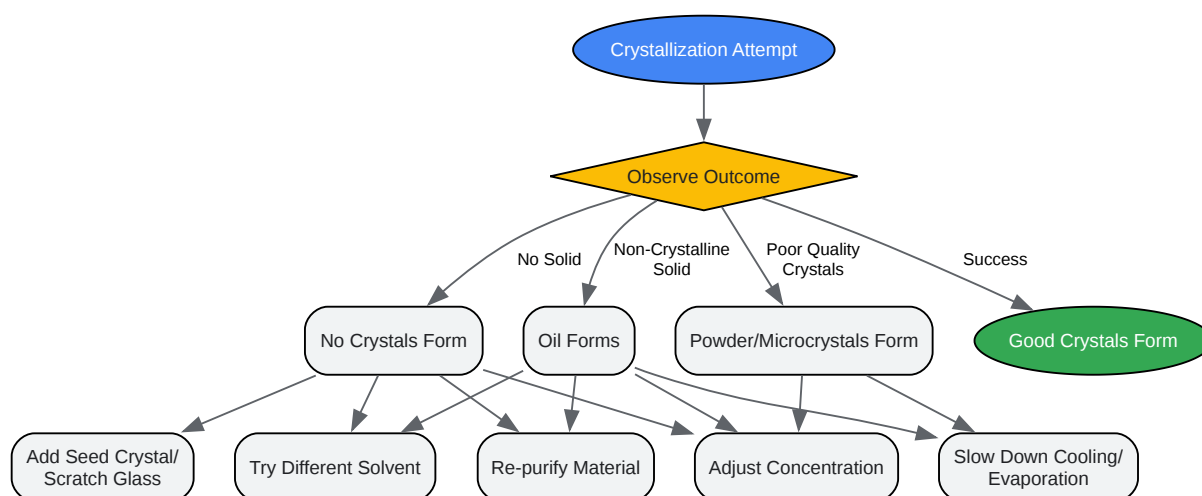 Crystallization Attempt
Observe Outcome
No Solid
Non-Crystalline
Solid
Poor Quality
Crystals
Success
No Crystals Form
Oil Forms
Powder/Microcrystals Form
Good Crystals Form
Add Seed Crystal/
Scratch Glass
Try Different Solvent
Re-purify Material
Adjust Concentration
Slow Down Cooling/
Evaporation